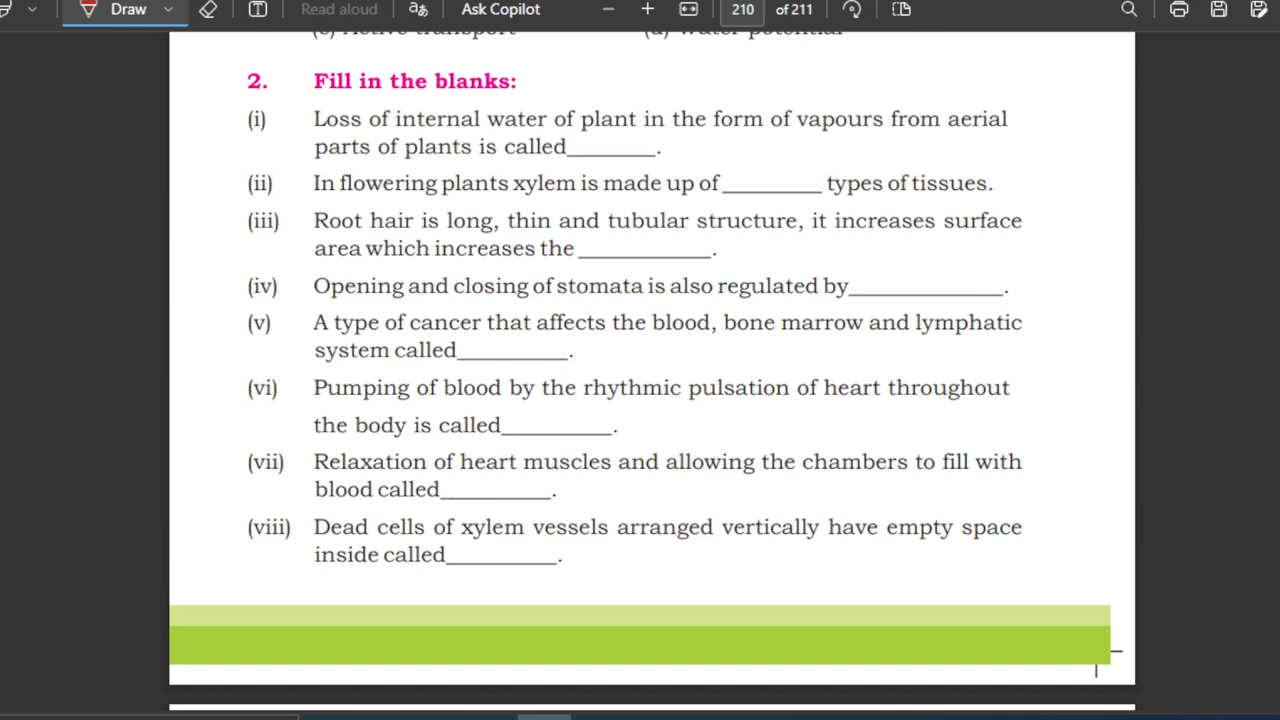 Draw
Read aloud
Ask Copilot
210 of 211
(c) Active transport (d) water potential
2. Fill in the blanks:
(i) Loss of internal water of plant in the form of vapours from aerial
parts of plants is called________.
(ii) In flowering plants xylem is made up of _________ types of tissues.
(iii) Root hair is long, thin and tubular structure, it increases surface
area which increases the ____________.
(iv) Opening and closing of stomata is also regulated by______________.
(v) A type of cancer that affects the blood, bone marrow and lymphatic
system called__________.
(vi) Pumping of blood by the rhythmic pulsation of heart throughout
the body is called__________.
(vii) Relaxation of heart muscles and allowing the chambers to fill with
blood called__________.
(viii) Dead cells of xylem vessels arranged vertically have empty space
inside called__________.